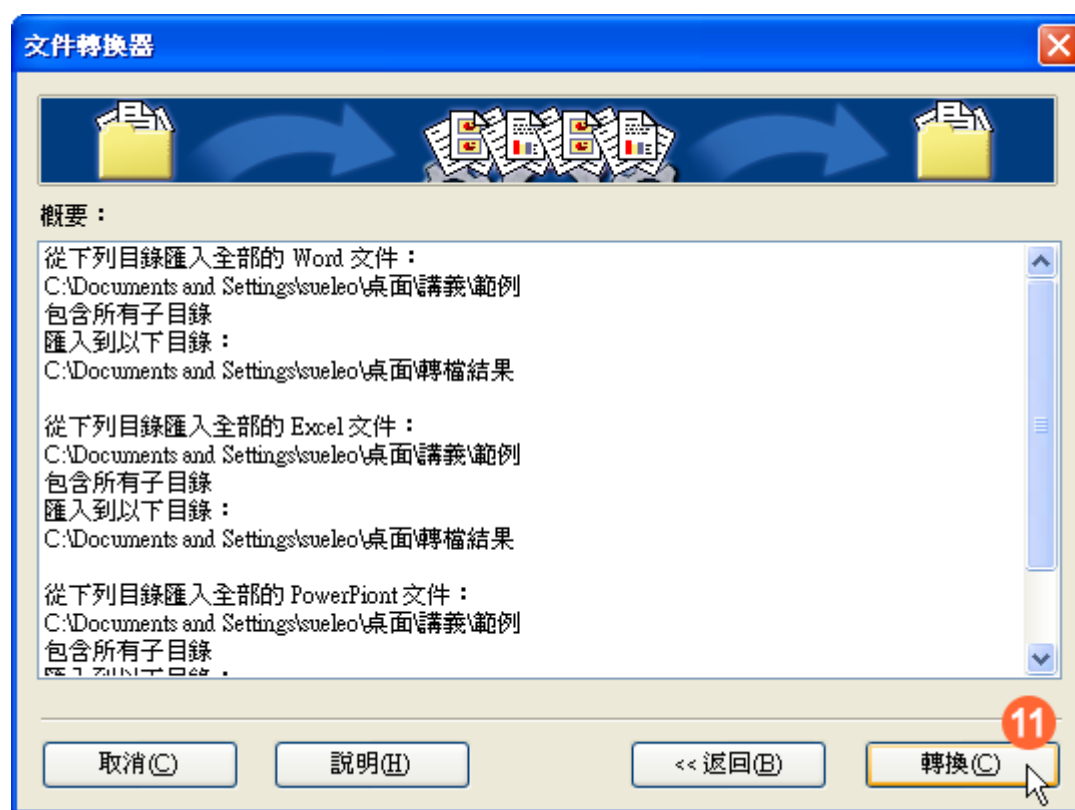 文件轉換器
概要：
從下列目錄匯入全部的 Word 文件：
C:\Documents and Settings\sueleo\桌面\講義\範例
包含所有子目錄
匯入到以下目錄：
C:\Documents and Settings\sueleo\桌面\轉檔結果
從下列目錄匯入全部的 Excel 文件：
C:\Documents and Settings\sueleo\桌面\講義\範例
包含所有子目錄
匯入到以下目錄：
C:\Documents and Settings\sueleo\桌面\轉檔結果
從下列目錄匯入全部的 PowerPiont 文件：
C:\Documents and Settings\sueleo\桌面\講義\範例
包含所有子目錄
匯入到以下目錄：
11
取消(C) 說明(H) << 返回(B) 轉換(C)